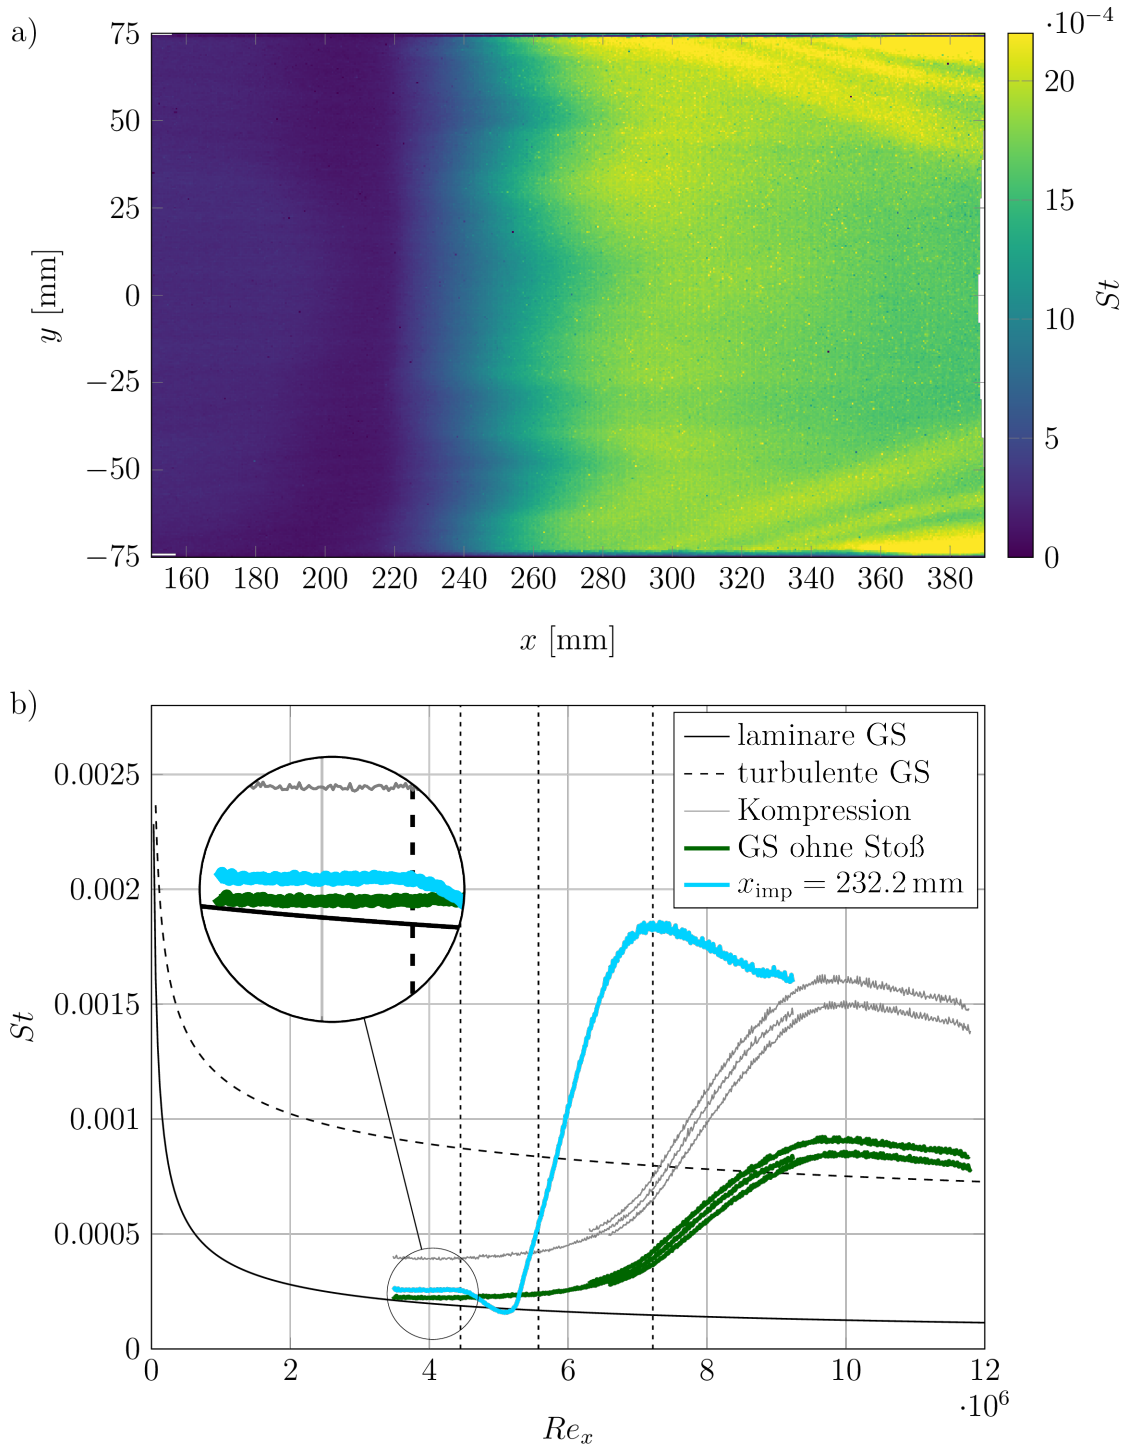 a)
75
50
25
0
−25
−50
−75
y [mm]
160 180 200 220 240 260 280 300 320 340 360 380
x [mm]
·10−4
20
15
10
5
0
St
b)
0.0025
0.002
0.0015
0.001
0.0005
0
St
laminare GS
turbulente GS
Kompression
GS ohne Stoß
ximp = 232.2 mm
0 2 4 6 8 10 12
·10⁶
Rex